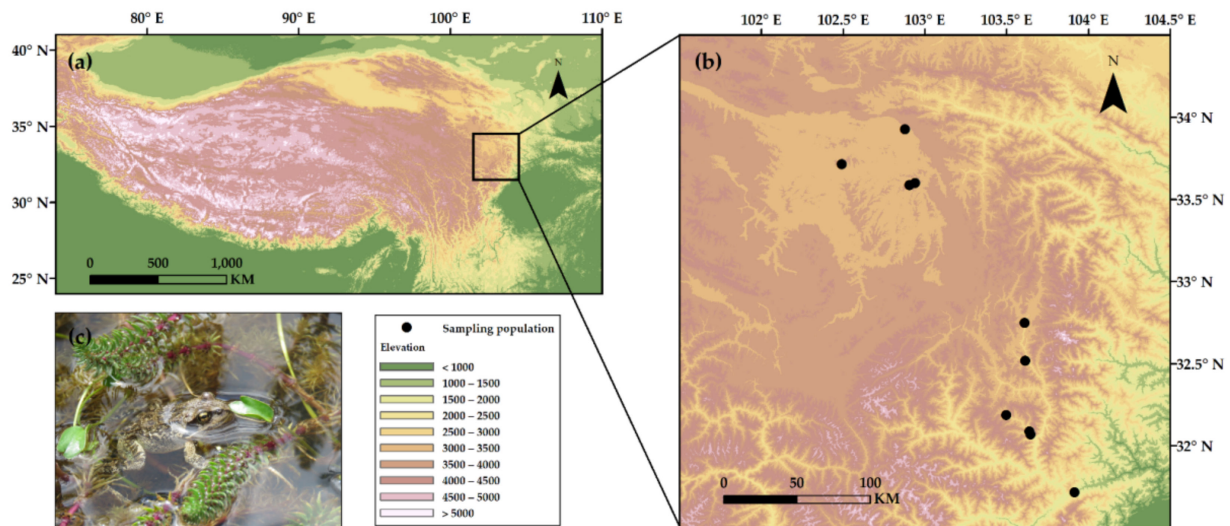 80° E 90° E 100° E 110° E
40° N
35° N
30° N
25° N
(a)
N
0 500 1,000
KM
102° E 102.5° E 103° E 103.5° E 104° E 104.5° E
34° N
33.5° N
33° N
32.5° N
32° N
(b)
N
0 50 100
KM
(c)
Sampling population
Elevation
< 1000
1000 – 1500
1500 – 2000
2000 – 2500
2500 – 3000
3000 – 3500
3500 – 4000
4000 – 4500
4500 – 5000
> 5000